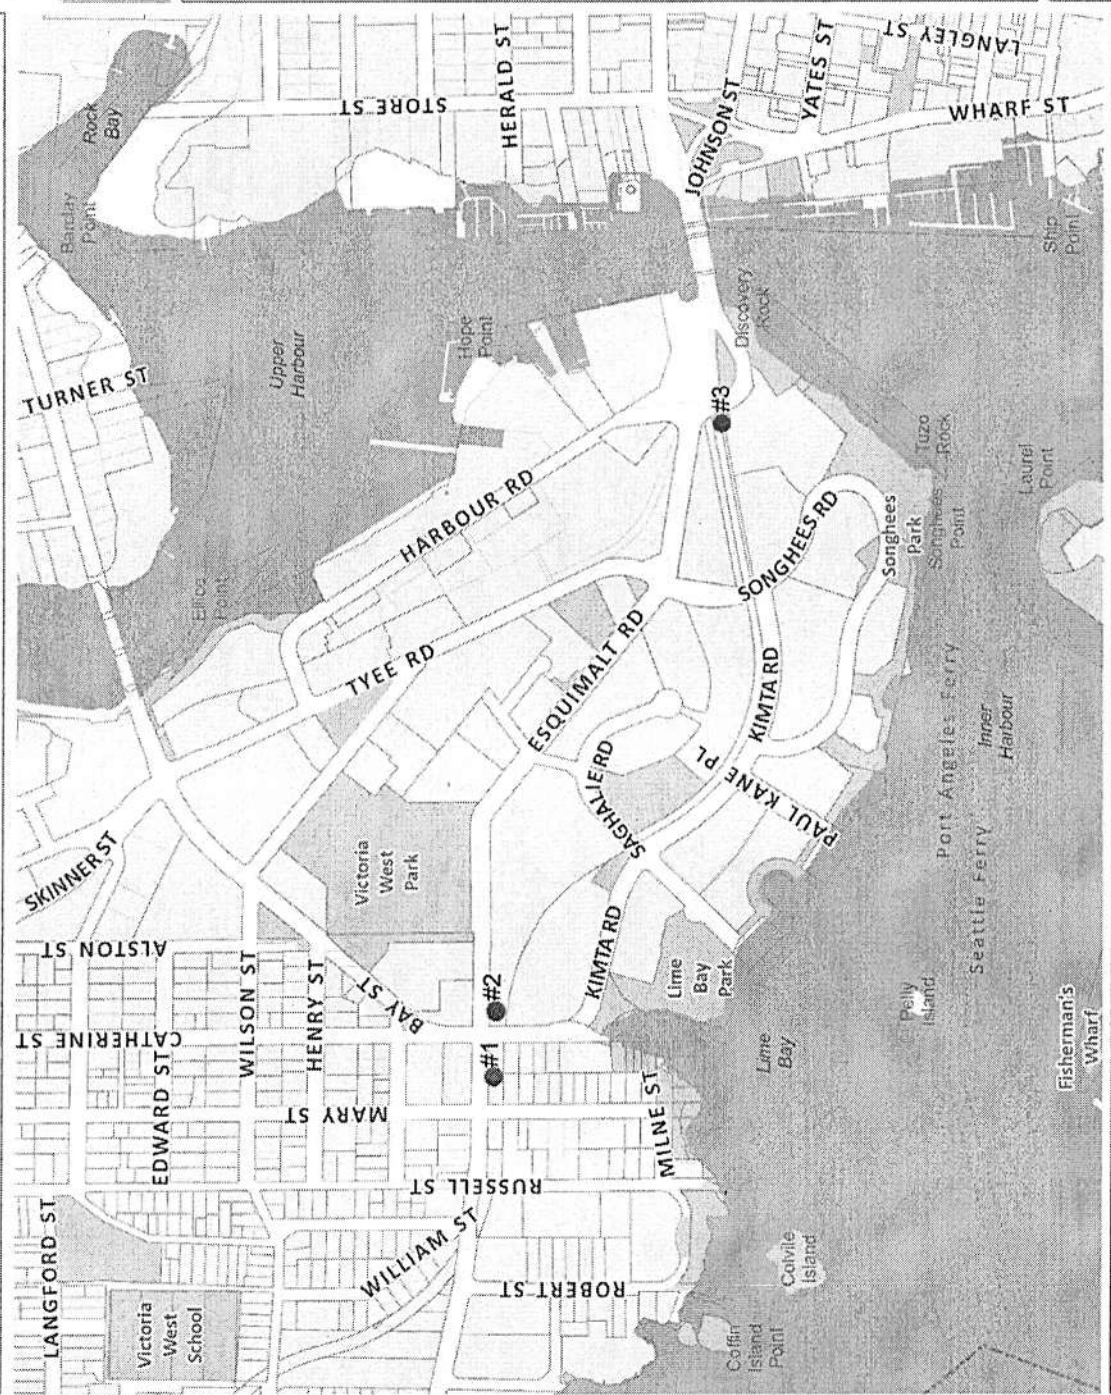 Rock
Bay
STORE ST
HERALD ST
JOHNSON ST
YATES ST
LANGLEY ST
WHARF ST
Barclay
Point
Ship
Point
TURNER ST
Upper
Harbour
Hope
Point
Discovery
Rock
#3
Ellice
Point
HARBOUR RD
TYEE RD
ESQUIMALT RD
SONGHEES RD
Songhees
Park
Songhees
Point
Tuzo
Rock
Laurel
Point
KIMTA RD
SAGHALIE RD
PAUL KANE PL
Port Angeles Ferry
Seattle Ferry
Inner
Harbour
SKINNER ST
Victoria
West
Park
ALSTON ST
WILSON ST
HENRY ST
BAY ST
#2
KIMTA RD
Lime
Bay
Park
Pelly
Island
CATHERINE ST
EDWARD ST
MARY ST
#1
MILNE ST
Lime
Bay
Fisherman's
Wharf
RUSSELL ST
LANGFORD ST
WILLIAM ST
ROBERT ST
Colvile
Island
Victoria
West
School
Coffin
Island
Point